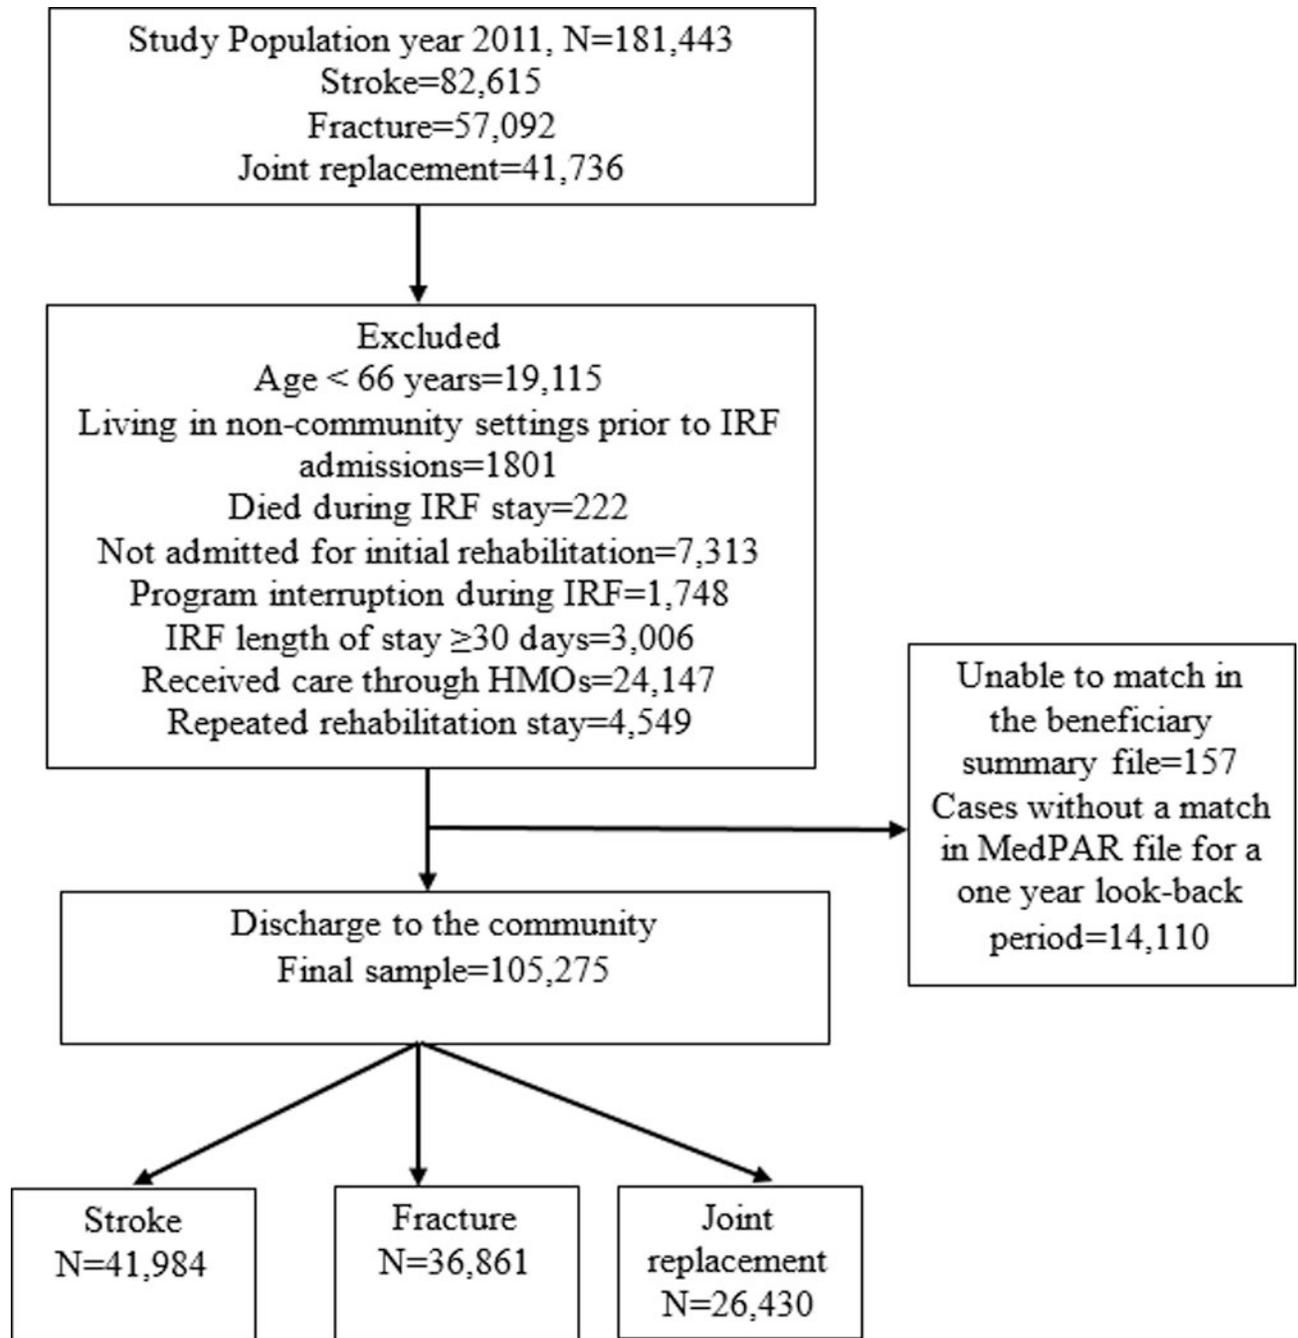 Study Population year 2011, N=181,443
Stroke=82,615
Fracture=57,092
Joint replacement=41,736
Excluded
Age < 66 years=19,115
Living in non-community settings prior to IRF
admissions=1801
Died during IRF stay=222
Not admitted for initial rehabilitation=7,313
Program interruption during IRF=1,748
IRF length of stay ≥30 days=3,006
Received care through HMOs=24,147
Repeated rehabilitation stay=4,549
Unable to match in
the beneficiary
summary file=157
Cases without a match
in MedPAR file for a
one year look-back
period=14,110
Discharge to the community
Final sample=105,275
Stroke
N=41,984
Fracture
N=36,861
Joint
replacement
N=26,430